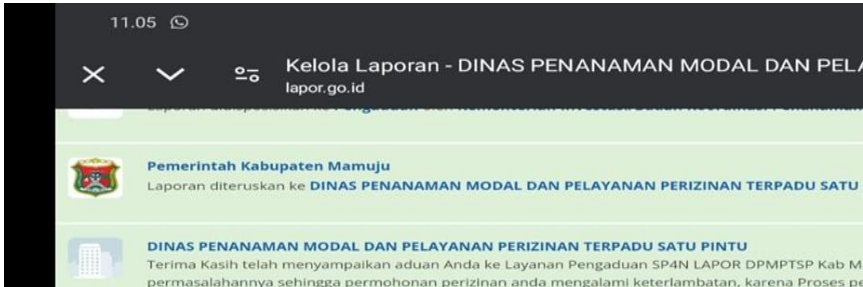 11.05
Kelola Laporan - DINAS PENANAMAN MODAL DAN PELA
lapor.go.id
Pemerintah Kabupaten Mamuju
Laporan diteruskan ke DINAS PENANAMAN MODAL DAN PELAYANAN PERIZINAN TERPADU SATU
DINAS PENANAMAN MODAL DAN PELAYANAN PERIZINAN TERPADU SATU PINTU
Terima Kasih telah menyampaikan aduan Anda ke Layanan Pengaduan SP4N LAPOR DPMPTSP Kab M
permasalahannya sehingga permohonan perizinan anda mengalami keterlambatan, karena Proses p